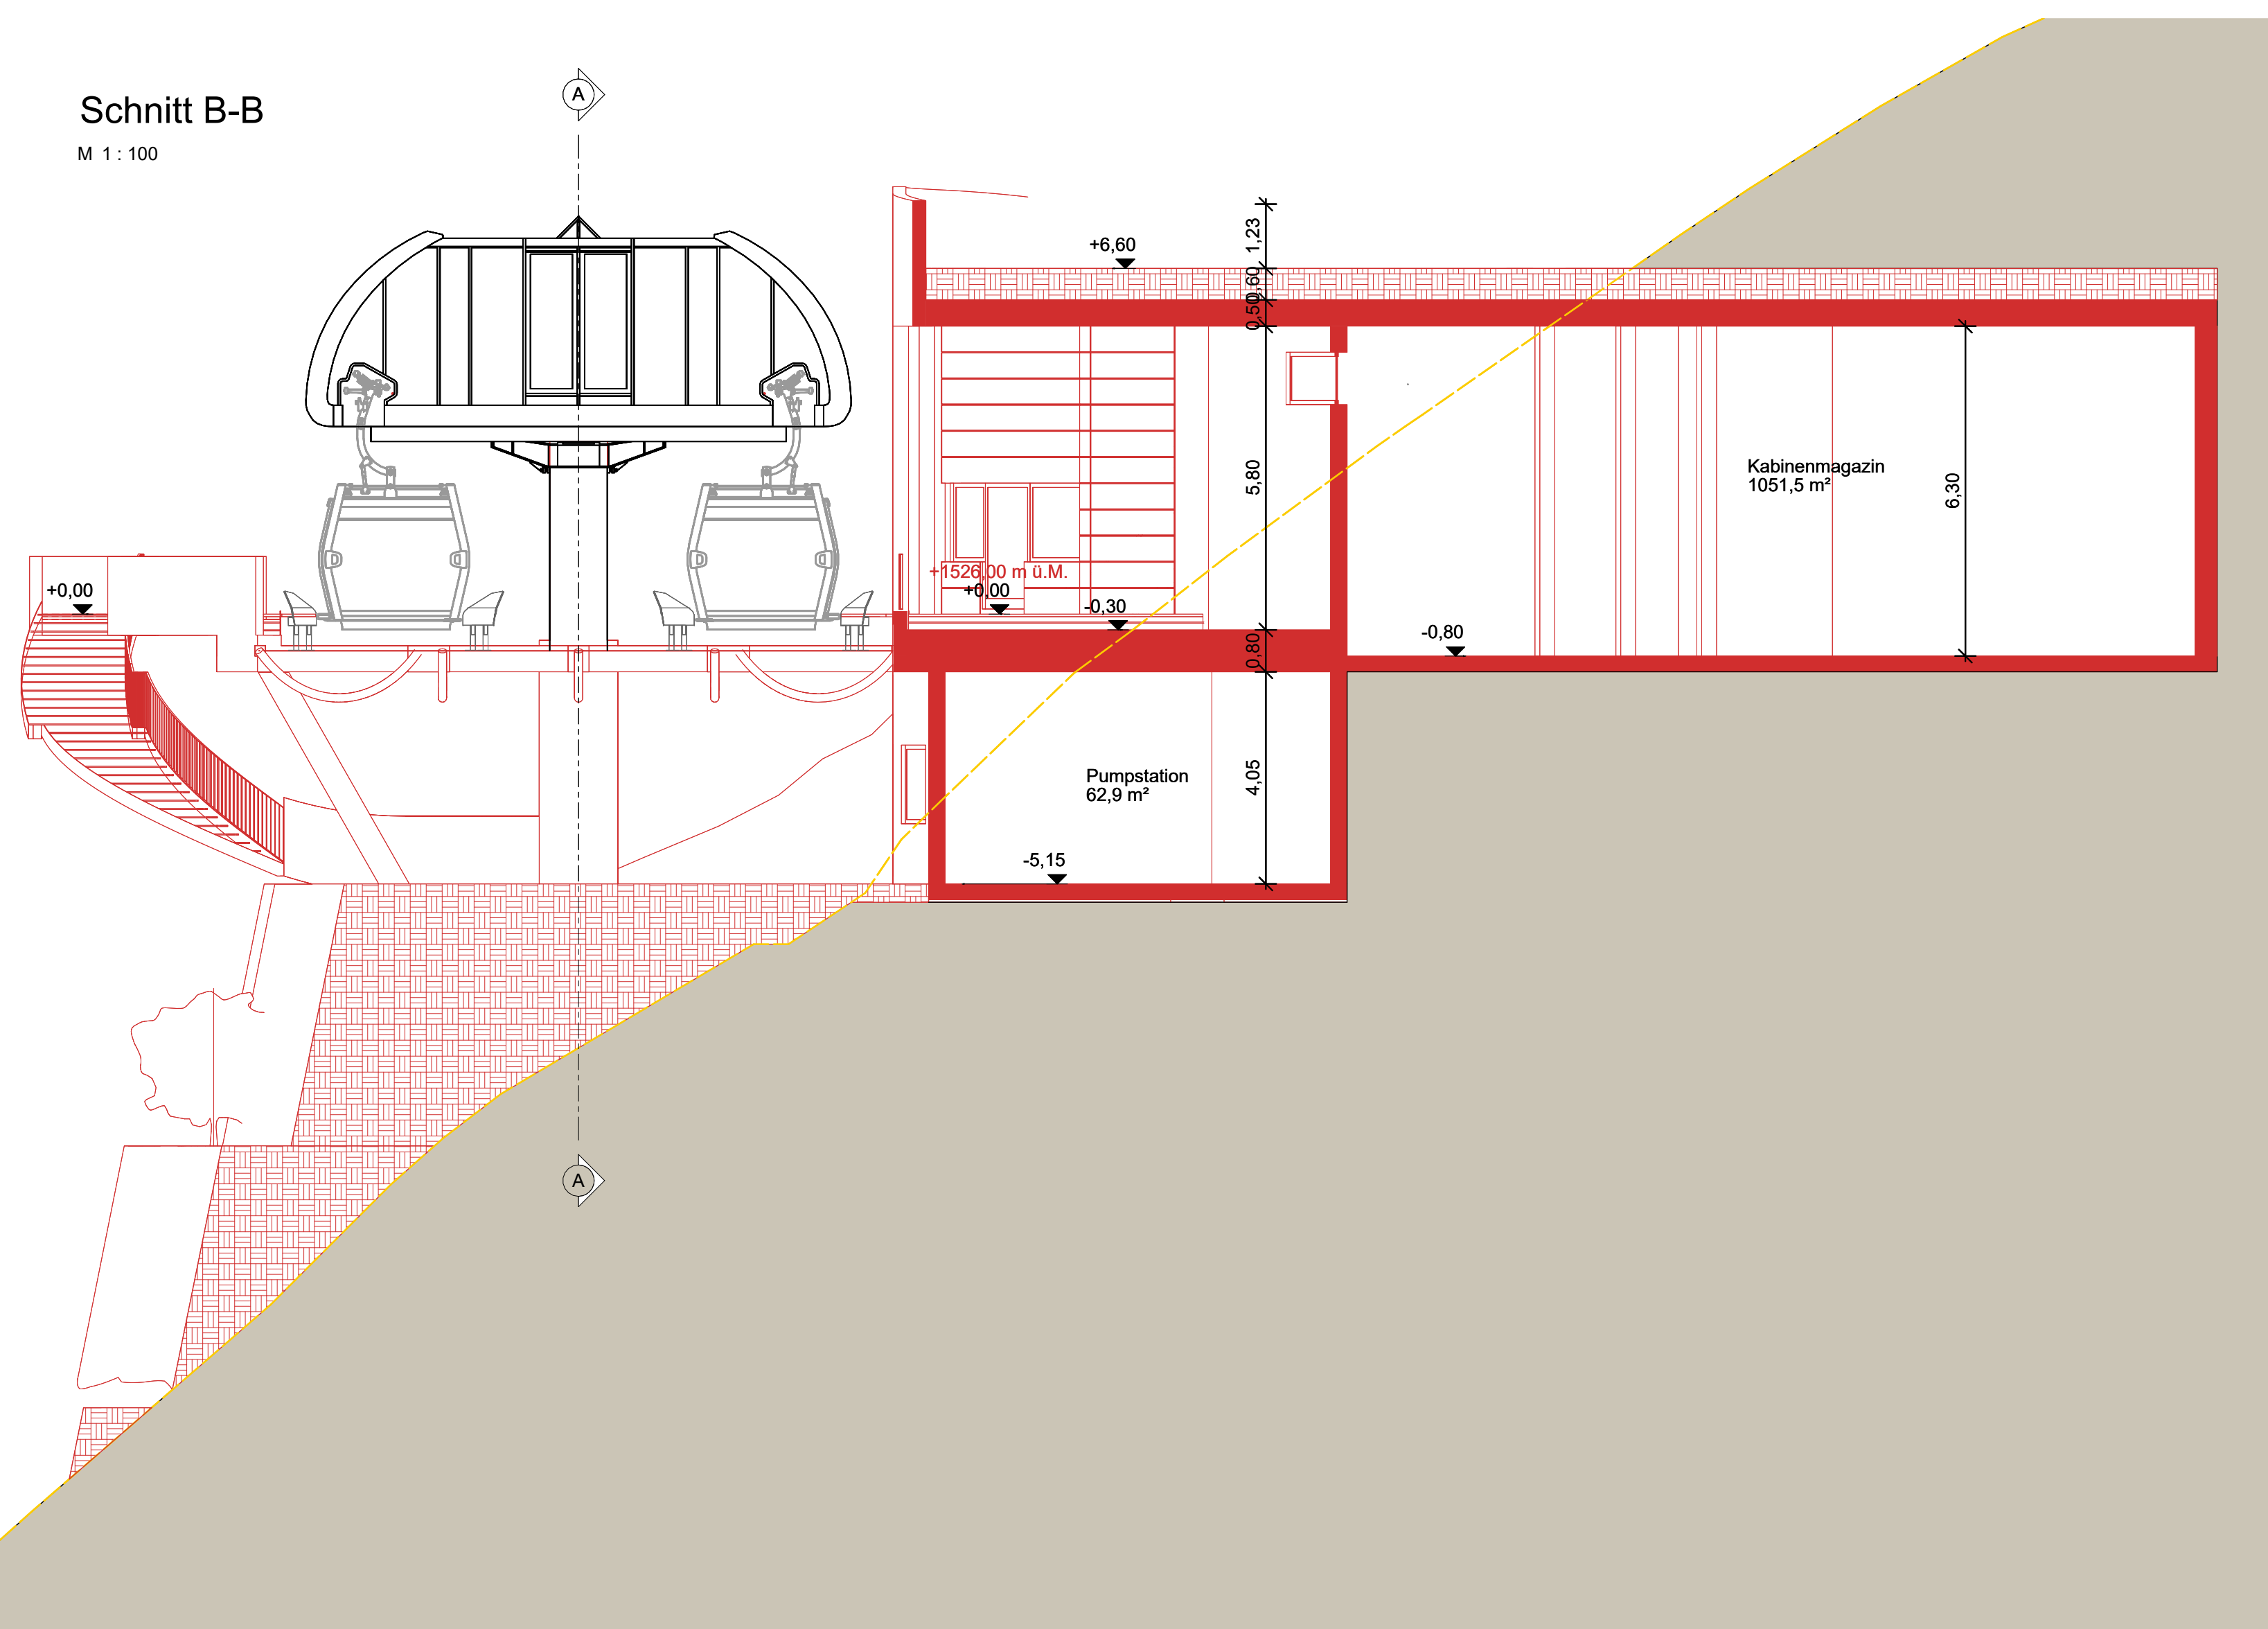 Schnitt B-B
M 1 : 100
A
+6,60
1,23
0,60
0,50
5,80
0,80
4,05
Kabinenmagazin
1051,5 m²
6,30
+0,00
+1526,00 m ü.M.
+0,00
-0,30
-0,80
Pumpstation
62,9 m²
-5,15
A